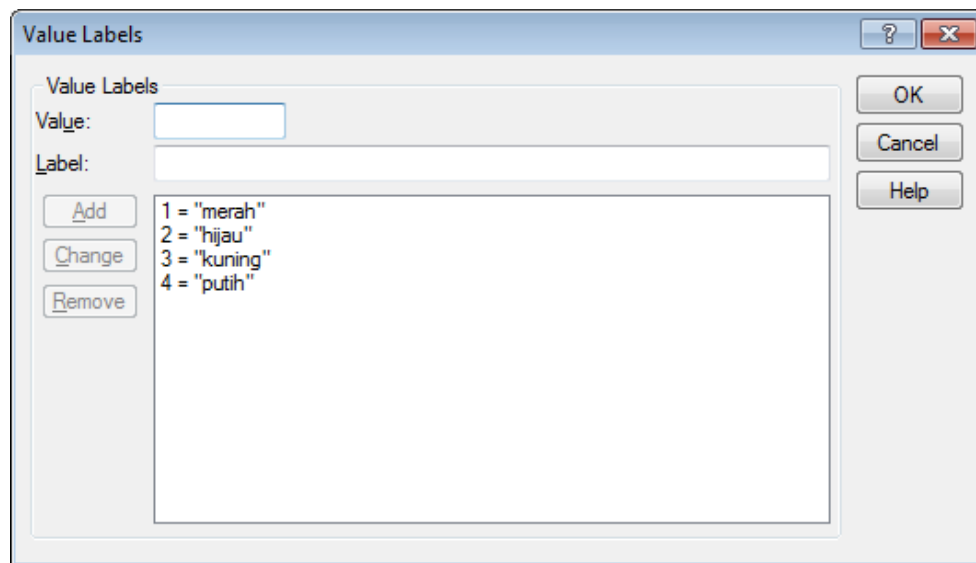 Value Labels
?
Value Labels
Value:
Label:
OK
Cancel
Help
Add
Change
Remove
1 = "merah"
2 = "hijau"
3 = "kuning"
4 = "putih"